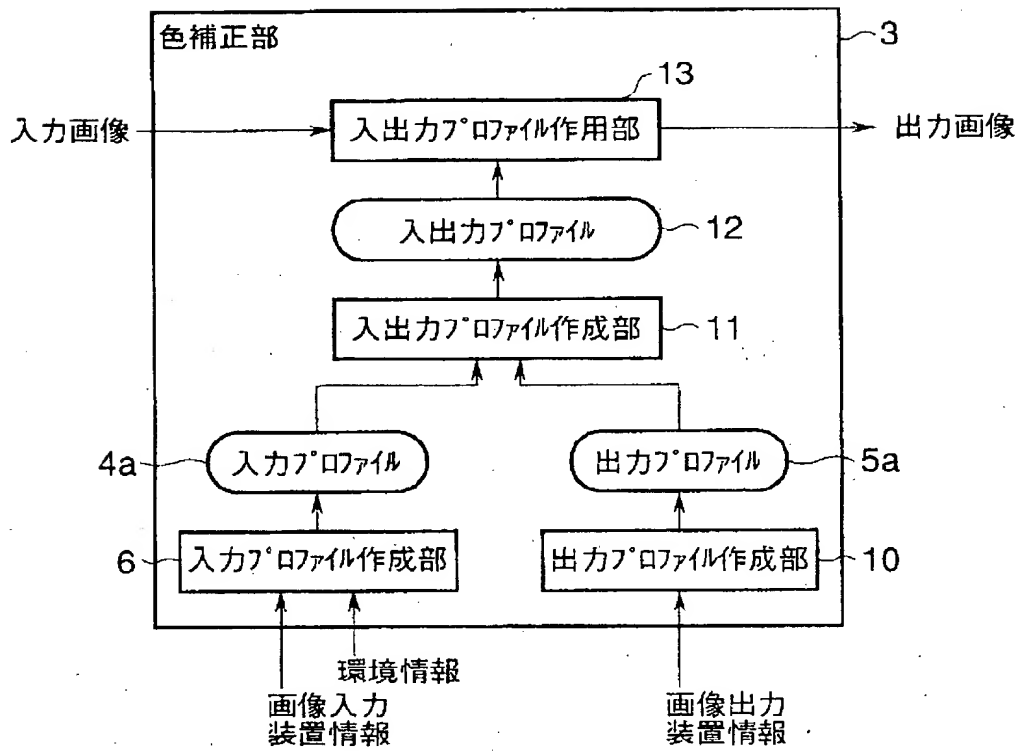 色補正部
3
13
入力画像
入出力プロファイル作用部
出力画像
入出力プロファイル
12
入出力プロファイル作成部
11
4a
入力プロファイル
出力プロファイル
5a
6
入力プロファイル作成部
出力プロファイル作成部
10
環境情報
画像入力
装置情報
画像出力
装置情報